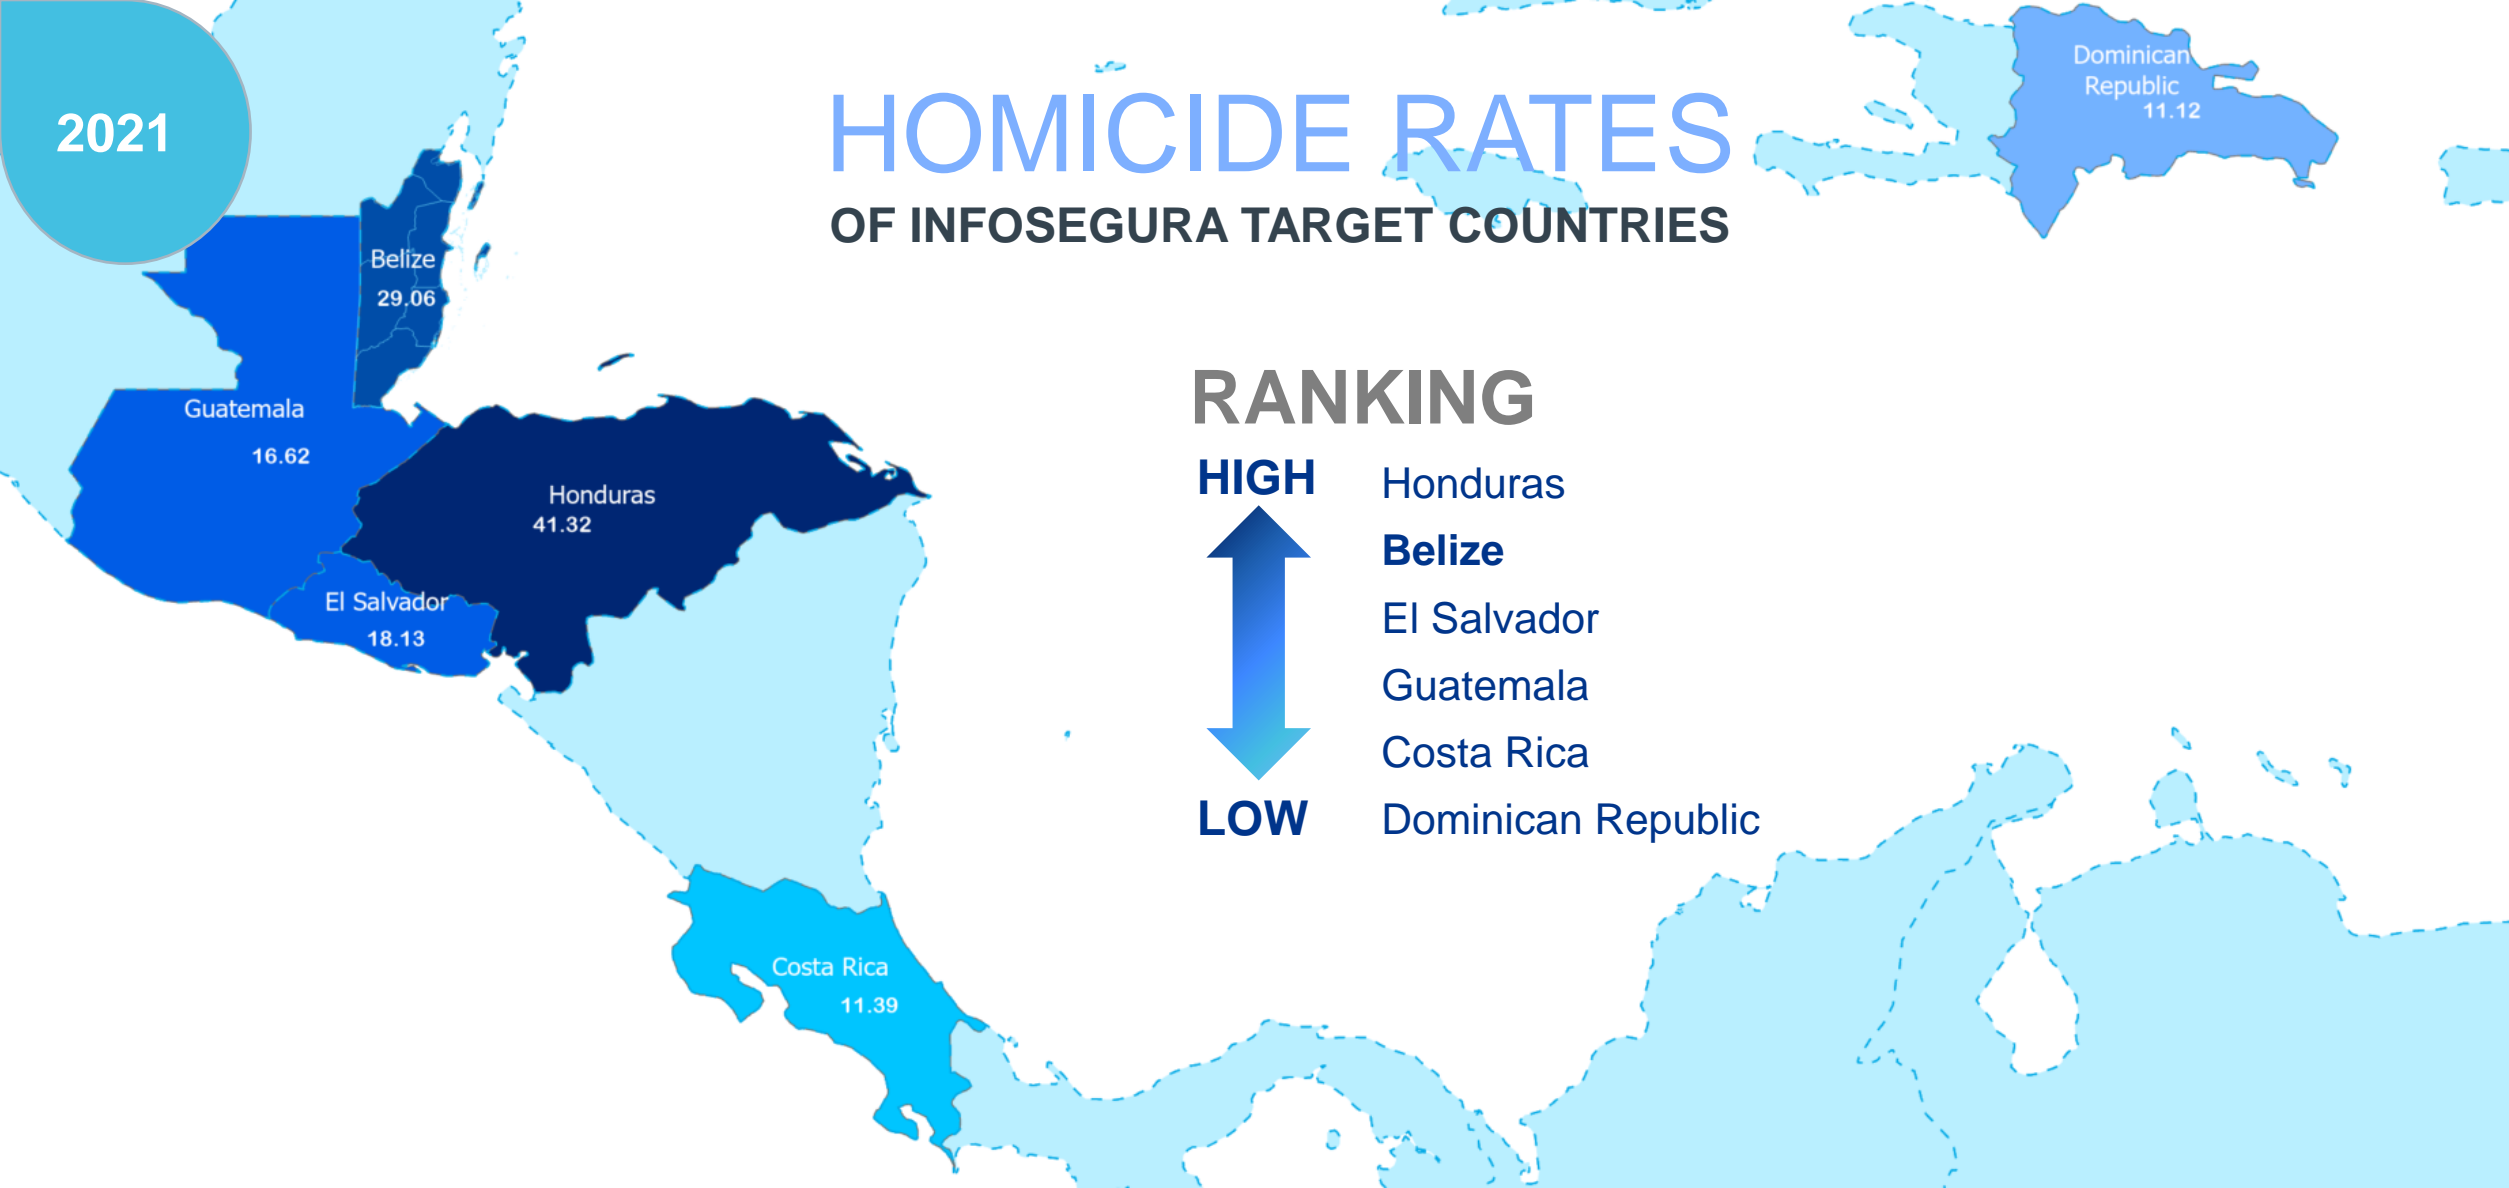 2021
HOMICIDE RATES
OF INFOSEGURA TARGET COUNTRIES
Dominican
Republic
11.12
Belize
29.06
Guatemala
16.62
Honduras
41.32
El Salvador
18.13
Costa Rica
11.39
RANKING
HIGH
Honduras
Belize
El Salvador
Guatemala
Costa Rica
LOW
Dominican Republic